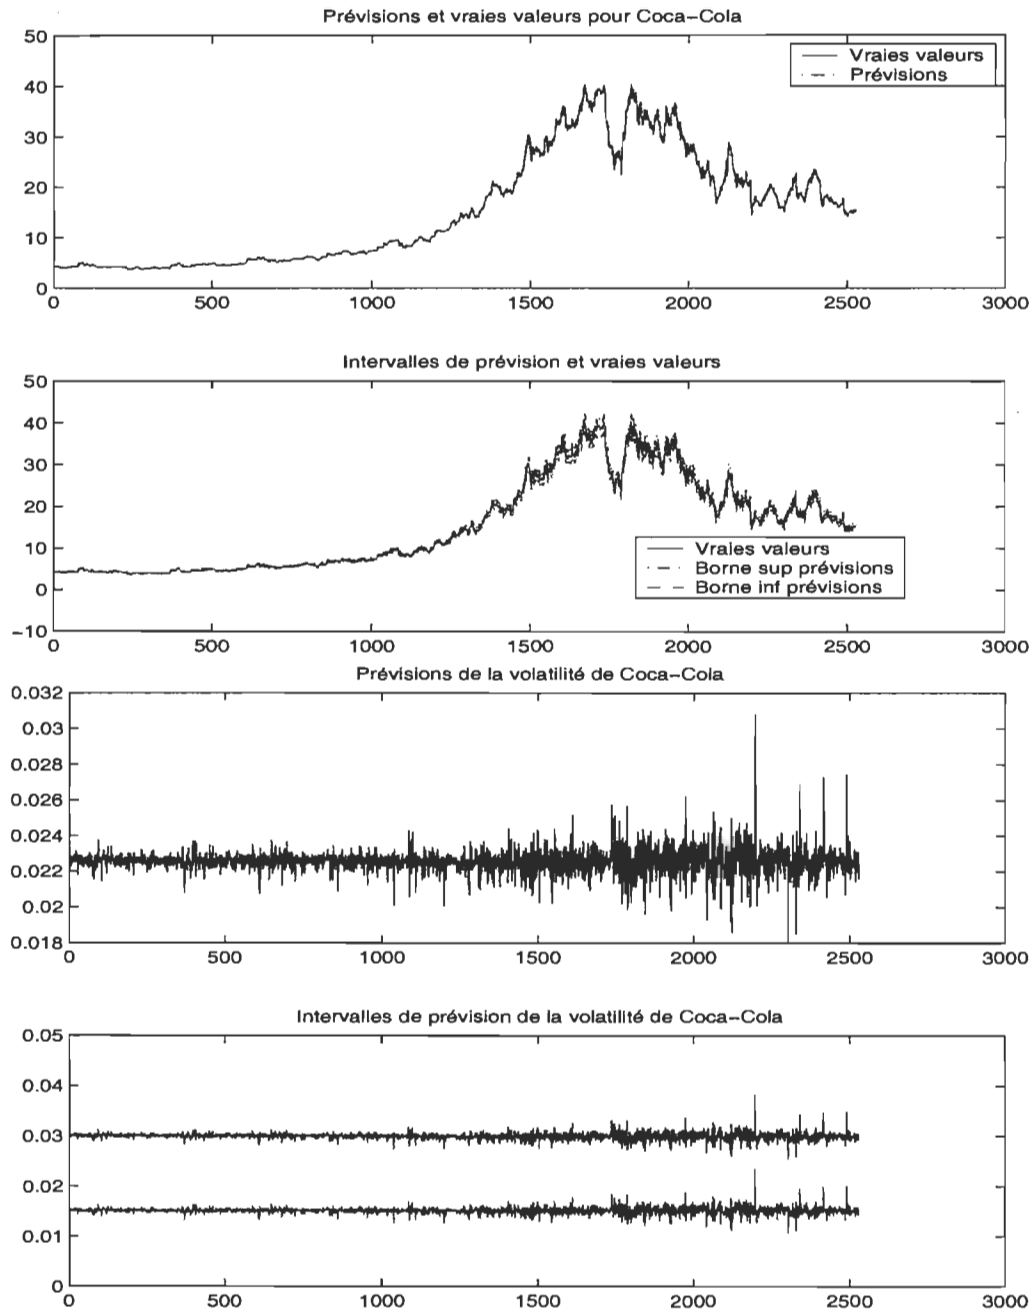 Prévisions et vraies valeurs pour Coca-Cola
50
40
30
20
10
0
Vraies valeurs
Prévisions
0 500 1000 1500 2000 2500 3000
Intervalles de prévision et vraies valeurs
50
40
30
20
10
0
-10
Vraies valeurs
Borne sup prévisions
Borne inf prévisions
0 500 1000 1500 2000 2500 3000
Prévisions de la volatilité de Coca-Cola
0.032
0.03
0.028
0.026
0.024
0.022
0.02
0.018
0 500 1000 1500 2000 2500 3000
Intervalles de prévision de la volatilité de Coca-Cola
0.05
0.04
0.03
0.02
0.01
0
0 500 1000 1500 2000 2500 3000